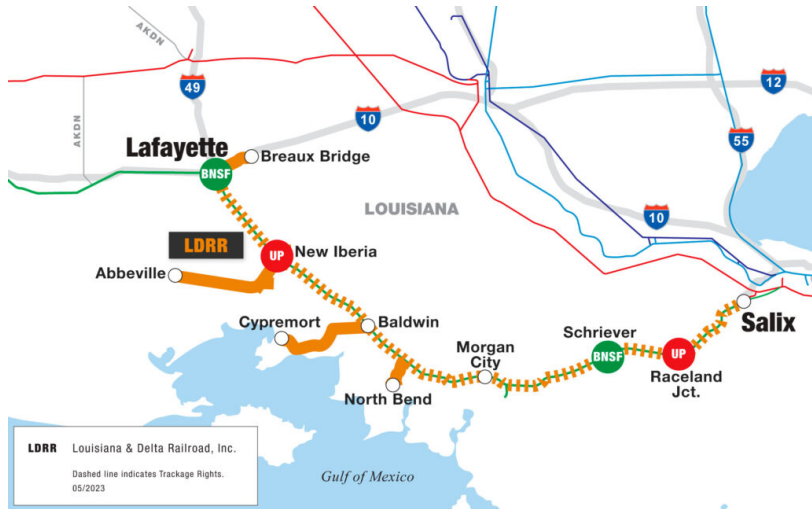 AKDN
49
12
10
AKDN
Lafayette
BNSF
Breaux Bridge
55
LOUISIANA
10
LDRR
UP
New Iberia
Abbeville
Salix
Cypremort
Baldwin
Schriever
BNSF
UP
Morgan
City
Raceland
Jct.
North Bend
LDRR Louisiana & Delta Railroad, Inc.
Dashed line indicates Trackage Rights.
05/2023
Gulf of Mexico